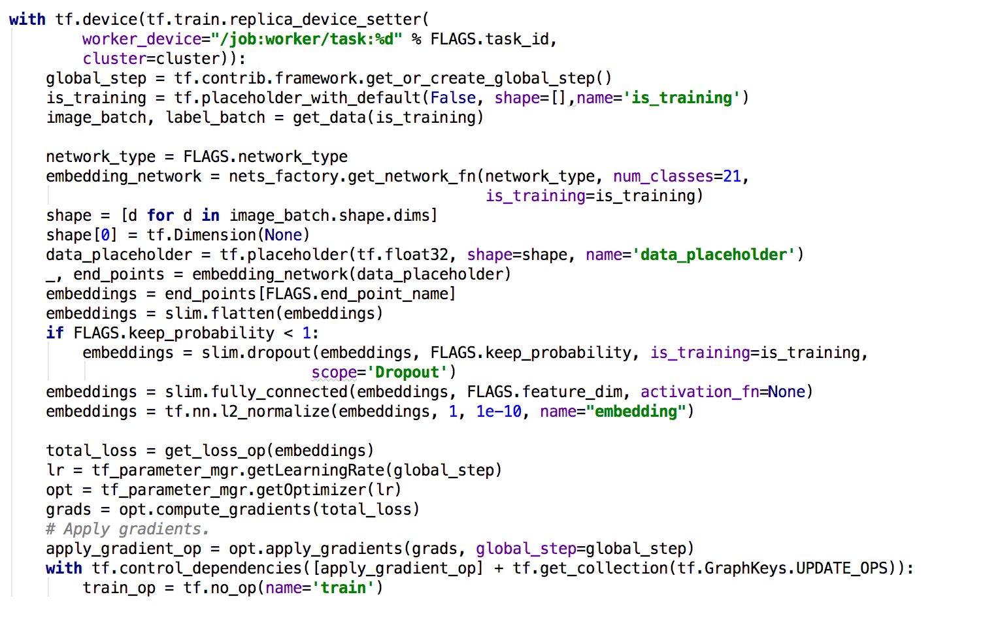 with tf.device(tf.train.replica_device_setter(
        worker_device="/job:worker/task:%d" % FLAGS.task_id,
        cluster=cluster)):
    global_step = tf.contrib.framework.get_or_create_global_step()
    is_training = tf.placeholder_with_default(False, shape=[],name='is_training')
    image_batch, label_batch = get_data(is_training)

    network_type = FLAGS.network_type
    embedding_network = nets_factory.get_network_fn(network_type, num_classes=21,
                                                    is_training=is_training)
    shape = [d for d in image_batch.shape.dims]
    shape[0] = tf.Dimension(None)
    data_placeholder = tf.placeholder(tf.float32, shape=shape, name='data_placeholder')
    _, end_points = embedding_network(data_placeholder)
    embeddings = end_points[FLAGS.end_point_name]
    embeddings = slim.flatten(embeddings)
    if FLAGS.keep_probability < 1:
        embeddings = slim.dropout(embeddings, FLAGS.keep_probability, is_training=is_training,
                                 scope='Dropout')
    embeddings = slim.fully_connected(embeddings, FLAGS.feature_dim, activation_fn=None)
    embeddings = tf.nn.l2_normalize(embeddings, 1, 1e-10, name="embedding")

    total_loss = get_loss_op(embeddings)
    lr = tf_parameter_mgr.getLearningRate(global_step)
    opt = tf_parameter_mgr.getOptimizer(lr)
    grads = opt.compute_gradients(total_loss)
    # Apply gradients.
    apply_gradient_op = opt.apply_gradients(grads, global_step=global_step)
    with tf.control_dependencies([apply_gradient_op] + tf.get_collection(tf.GraphKeys.UPDATE_OPS)):
        train_op = tf.no_op(name='train')